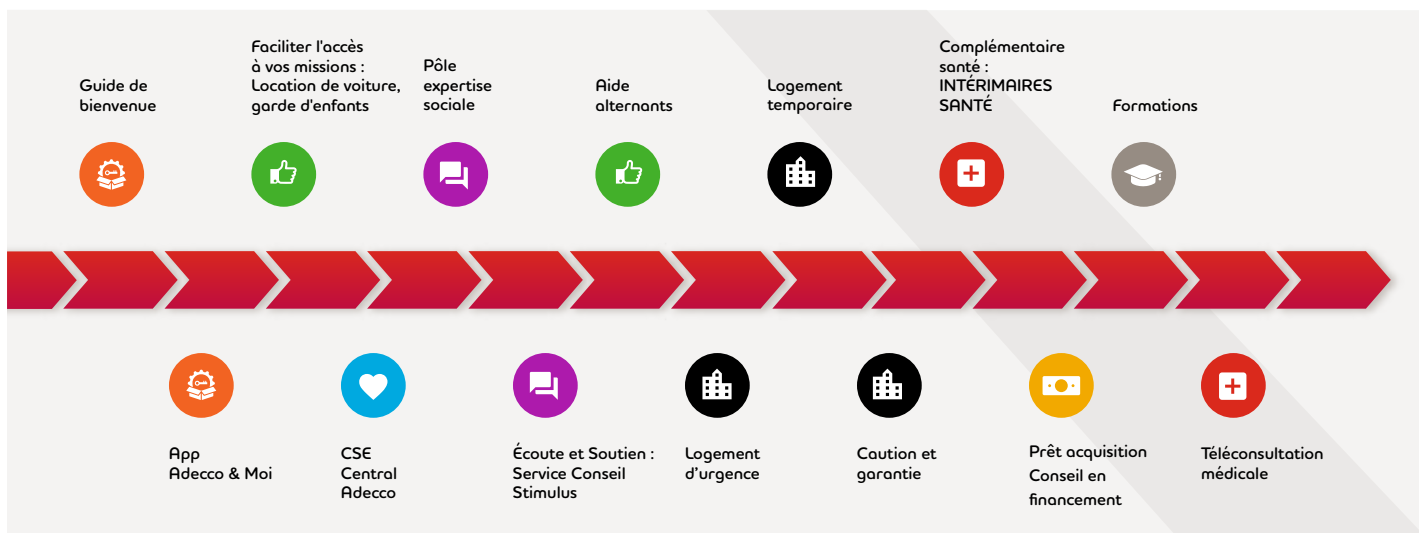 Guide de
bienvenue
Faciliter l'accès
à vos missions :
Location de voiture,
garde d'enfants
Pôle
expertise
sociale
Aide
alternants
Logement
temporaire
Complémentaire
santé :
INTÉRIMAIRES
SANTÉ
Formations
App
Adecco & Moi
CSE
Central
Adecco
Écoute et Soutien :
Service Conseil
Stimulus
Logement
d'urgence
Caution et
garantie
Prêt acquisition
Conseil en
financement
Téléconsultation
médicale